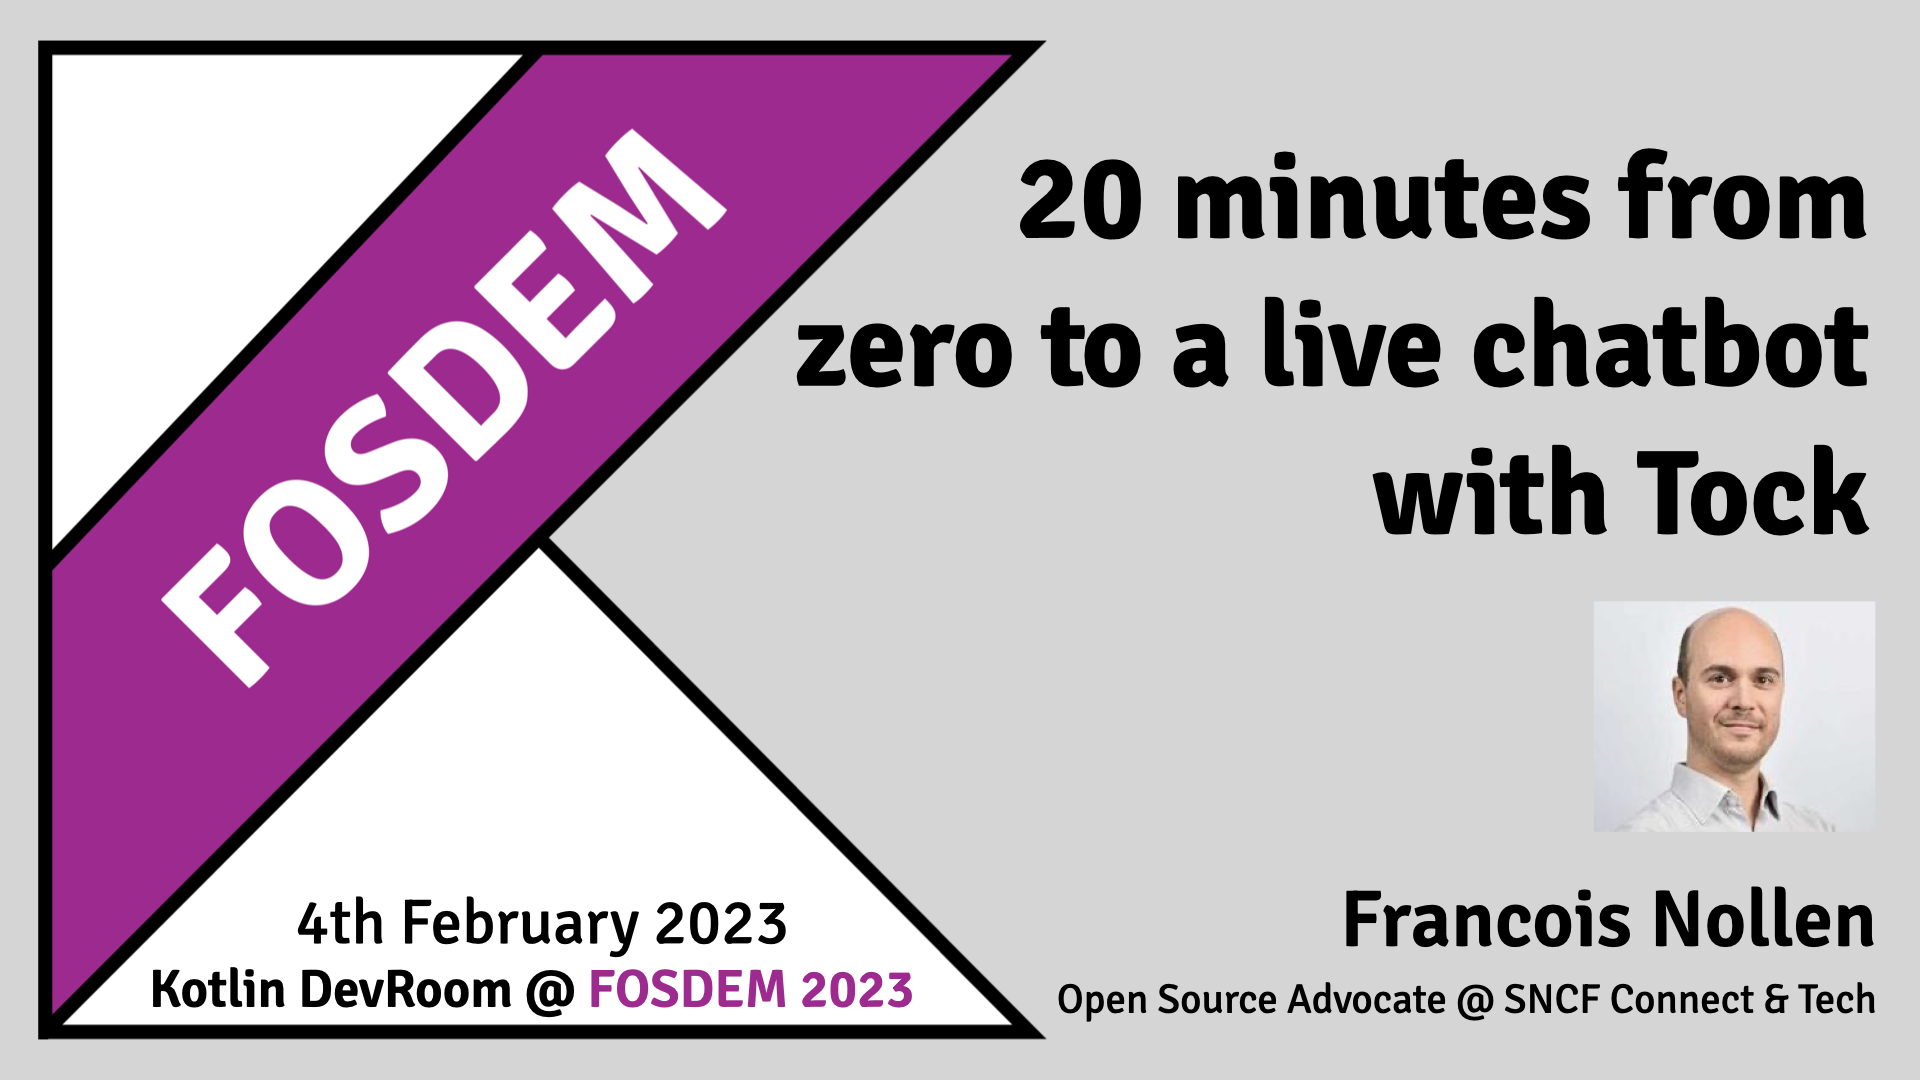 FOSDEM
20 minutes from
zero to a live chatbot
with Tock
4th February 2023
Kotlin DevRoom @ FOSDEM 2023
Francois Nollen
Open Source Advocate @ SNCF Connect & Tech